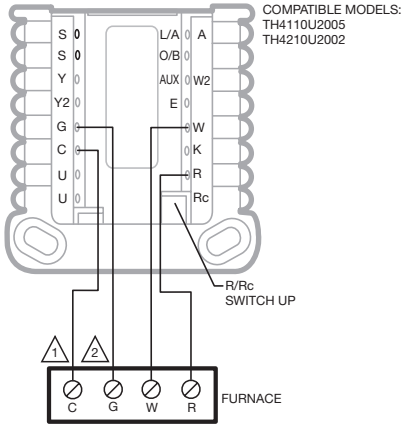 COMPATIBLE MODELS:
TH4110U2005
TH4210U2002
S L/A A
S O/B
Y AUX W2
Y2 E
G W
C K
U R
U Rc
R/Rc
SWITCH UP
1 2
C G W R
FURNACE